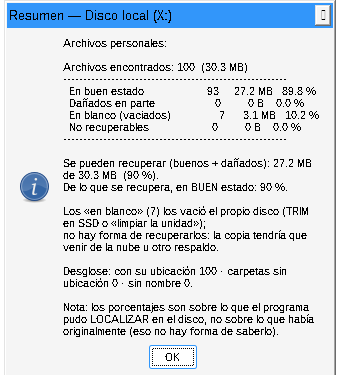 Resumen — Disco local (X:)
Archivos personales:
Archivos encontrados: 100 (30.3 MB)
------------------------------------------------
En buen estado 93 27.2 MB 89.8 %
Dañados en parte 0 0 B 0.0 %
En blanco (vaciados) 7 3.1 MB 10.2 %
No recuperables 0 0 B 0.0 %
------------------------------------------------
Se pueden recuperar (buenos + dañados): 27.2 MB
de 30.3 MB (90 %).
De lo que se recupera, en BUEN estado: 90 %.
Los «en blanco» (7) los vació el propio disco (TRIM
en SSD o «limpiar la unidad»);
no hay forma de recuperarlos: la copia tendría que
venir de la nube u otro respaldo.
Desglose: con su ubicación 100 · carpetas sin
ubicación 0 · sin nombre 0.
Nota: los porcentajes son sobre lo que el programa
pudo LOCALIZAR en el disco, no sobre lo que había
originalmente (eso no hay forma de saberlo).
OK